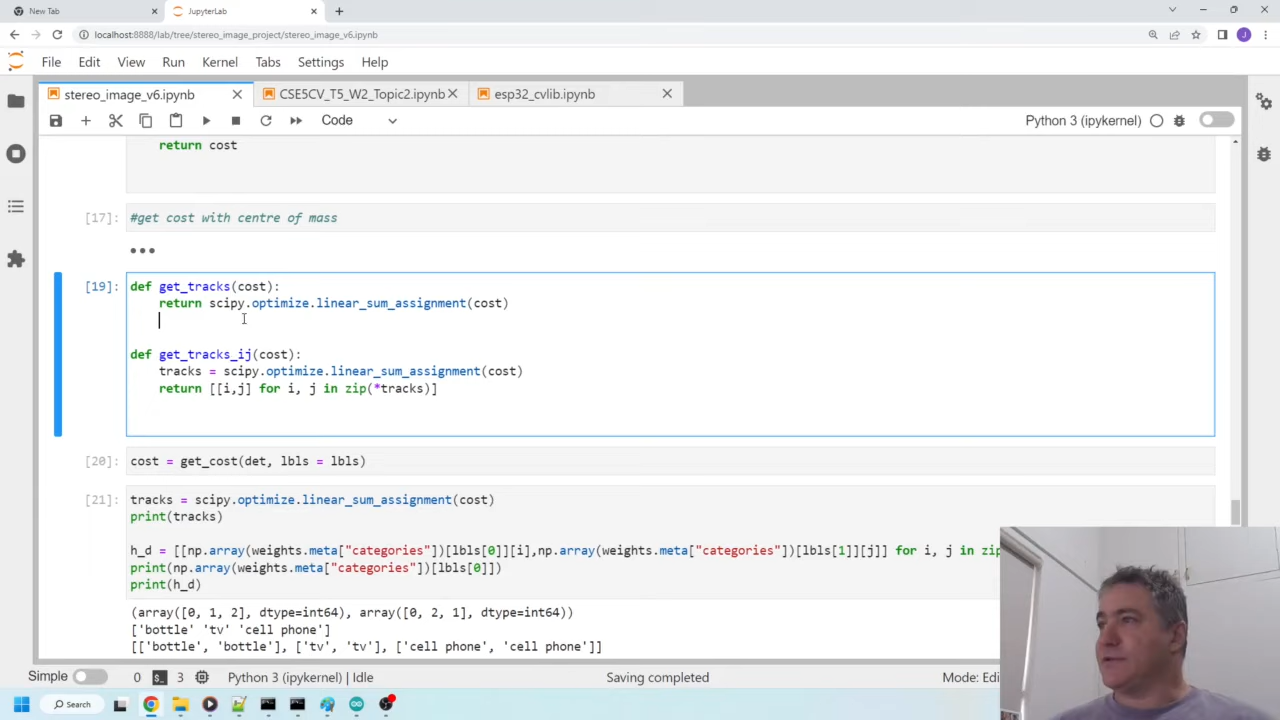 New Tab
JupyterLab
localhost:8888/lab/tree/stereo_image_project/stereo_image_v6.ipynb
J
File Edit View Run Kernel Tabs Settings Help
stereo_image_v6.ipynb
CSE5CV_T5_W2_Topic2.ipynb
esp32_cvlib.ipynb
Code
Python 3 (ipykernel)
return cost
[17]: #get cost with centre of mass
[19]: def get_tracks(cost):
return scipy.optimize.linear_sum_assignment(cost)
def get_tracks_ij(cost):
tracks = scipy.optimize.linear_sum_assignment(cost)
return [[i,j] for i, j in zip(*tracks)]
[20]: cost = get_cost(det, lbls = lbls)
[21]: tracks = scipy.optimize.linear_sum_assignment(cost)
print(tracks)
h_d = [[np.array(weights.meta["categories"])[lbls[0]][i],np.array(weights.meta["categories"])[lbls[1]][j]] for i, j in zip
print(np.array(weights.meta["categories"])[lbls[0]])
print(h_d)
(array([0, 1, 2], dtype=int64), array([0, 2, 1], dtype=int64))
['bottle' 'tv' 'cell phone']
[['bottle', 'bottle'], ['tv', 'tv'], ['cell phone', 'cell phone']]
Simple 0 3 Python 3 (ipykernel) | Idle Saving completed Mode: Edi
Search